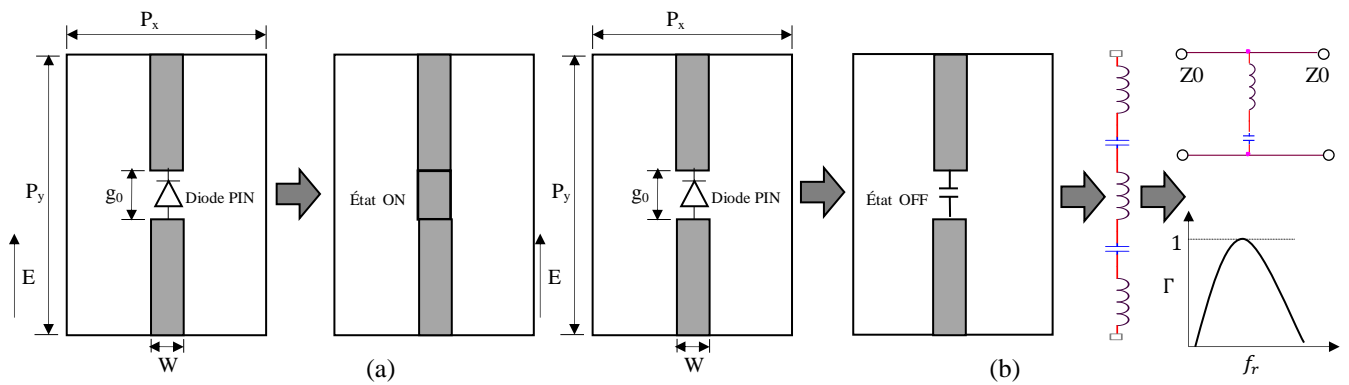 Px
Py
g0
Diode PIN
E
W
État ON
(a)
Px
Py
g0
Diode PIN
E
W
État OFF
(b)
Z0
Z0
1
Γ
fr